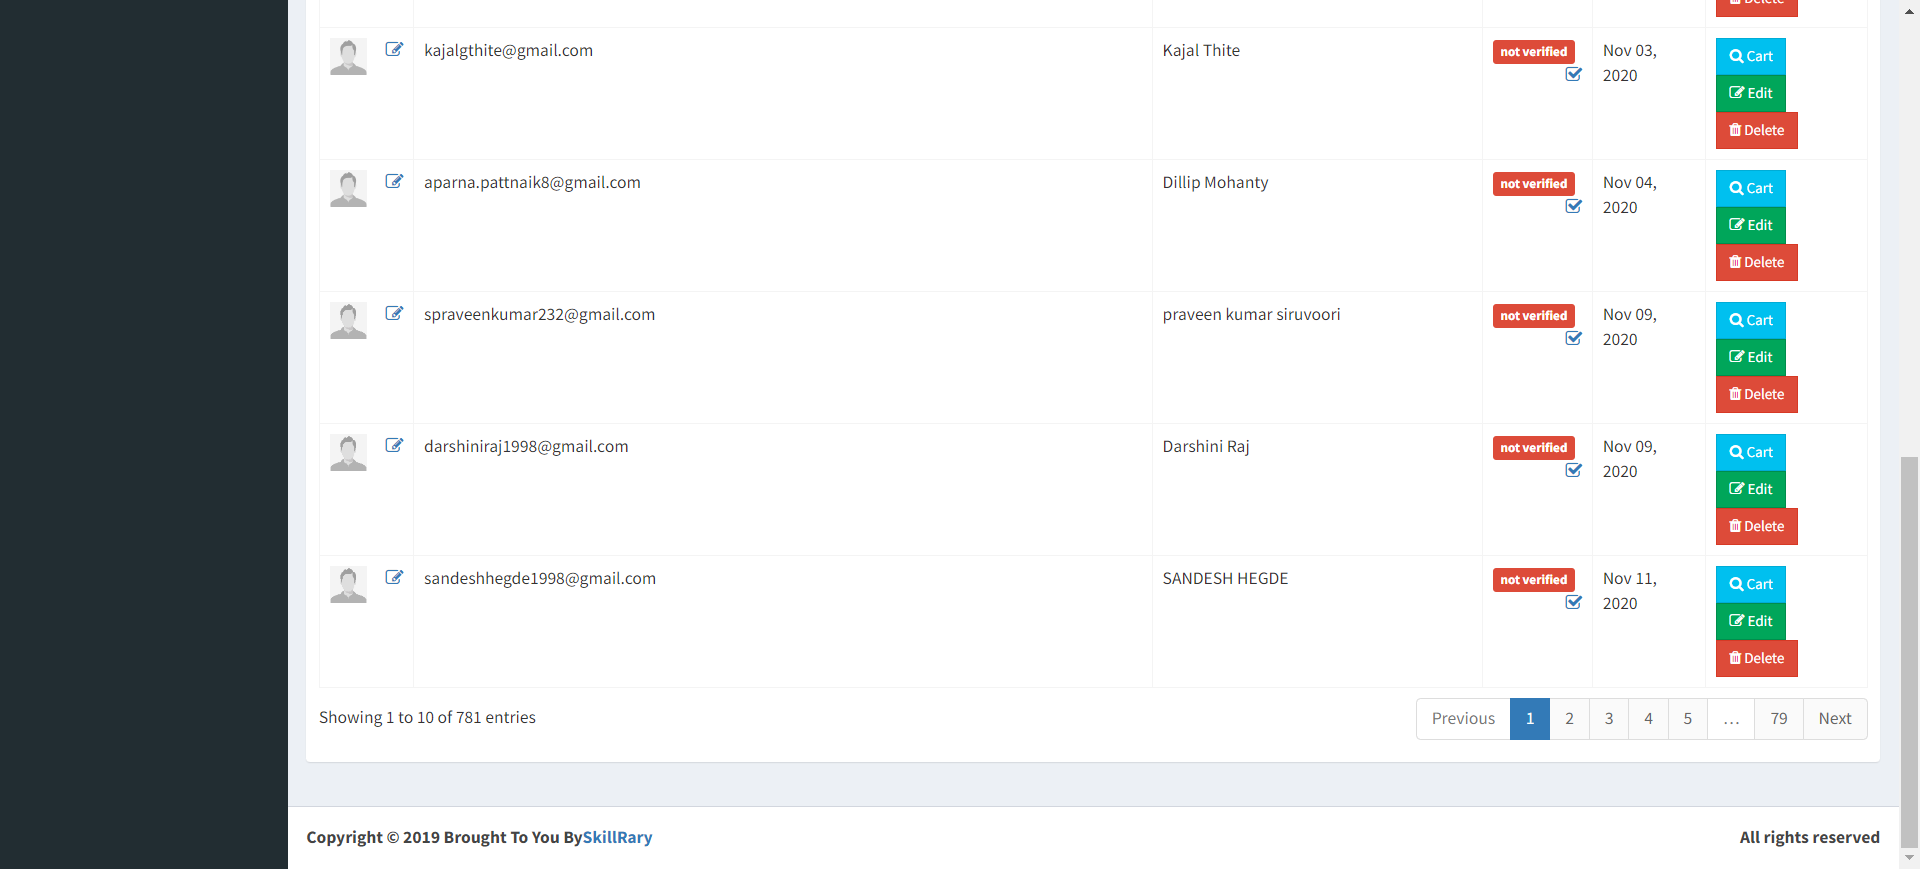 Delete
kajalgthite@gmail.com Kajal Thite not verified Nov 03, 2020 Cart
Edit
Delete
aparna.pattnaik8@gmail.com Dillip Mohanty not verified Nov 04, 2020 Cart
Edit
Delete
spraveenkumar232@gmail.com praveen kumar siruvoori not verified Nov 09, 2020 Cart
Edit
Delete
darshiniraj1998@gmail.com Darshini Raj not verified Nov 09, 2020 Cart
Edit
Delete
sandeshhegde1998@gmail.com SANDESH HEGDE not verified Nov 11, 2020 Cart
Edit
Delete
Showing 1 to 10 of 781 entries Previous 1 2 3 4 5 … 79 Next
Copyright © 2019 Brought To You BySkillRary All rights reserved